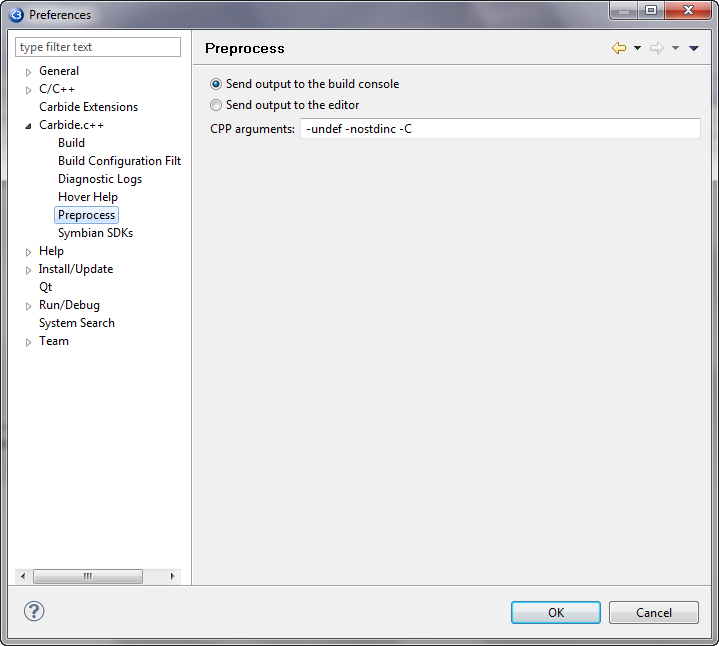 Preferences
type filter text
General
C/C++
Carbide Extensions
Carbide.c++
Build
Build Configuration Filt
Diagnostic Logs
Hover Help
Preprocess
Symbian SDKs
Help
Install/Update
Qt
Run/Debug
System Search
Team
Preprocess
Send output to the build console
Send output to the editor
CPP arguments: -undef -nostdinc -C
OK
Cancel